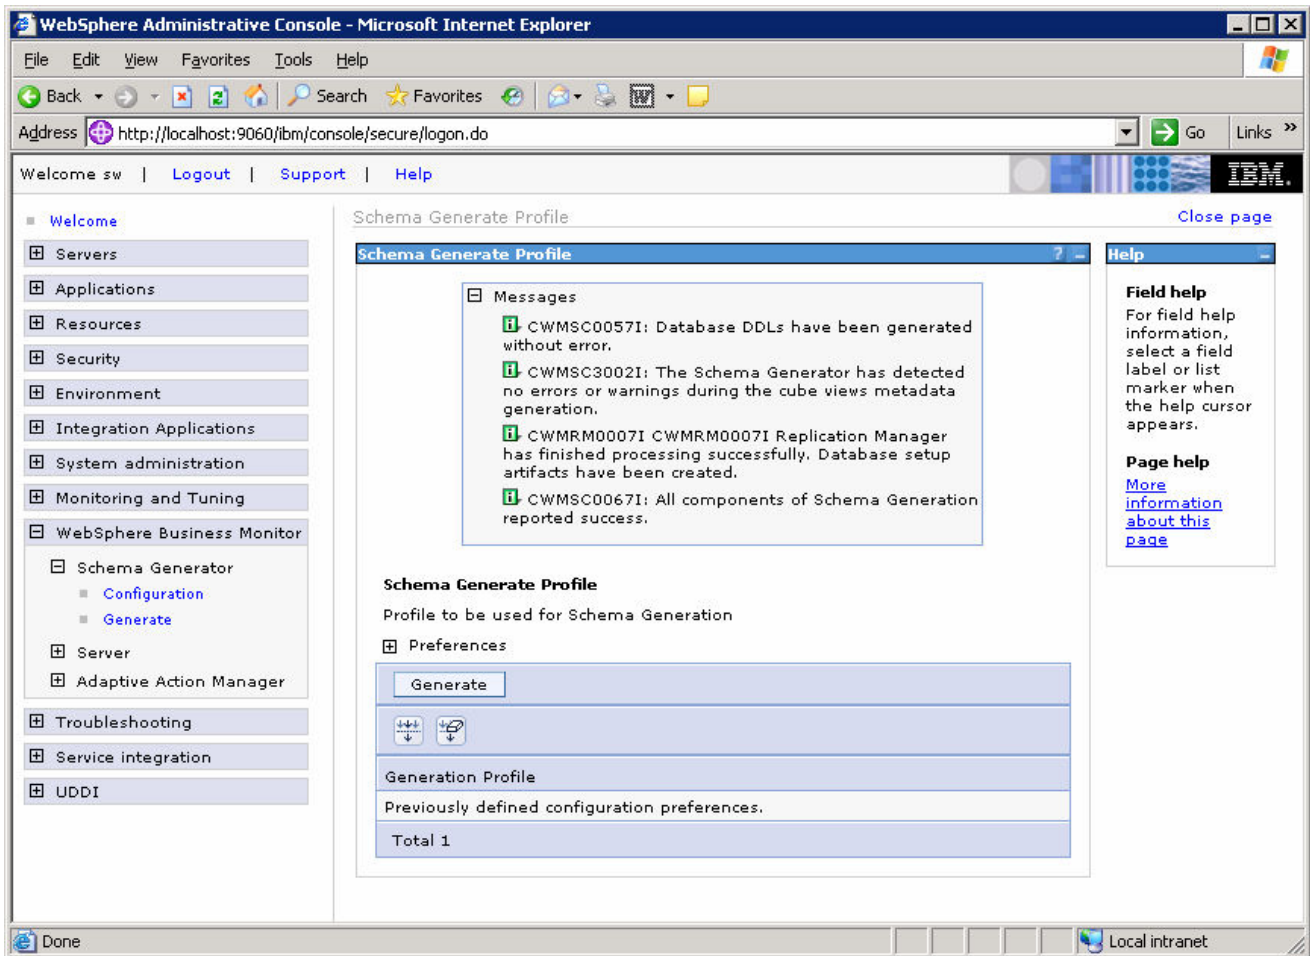 WebSphere Administrative Console - Microsoft Internet Explorer
File Edit View Favorites Tools Help
Back Search Favorites
Address http://localhost:9060/ibm/console/secure/logon.do Go Links »
Welcome sw | Logout | Support | Help
IBM.
Welcome
Servers
Applications
Resources
Security
Environment
Integration Applications
System administration
Monitoring and Tuning
WebSphere Business Monitor
Schema Generator
Configuration
Generate
Server
Adaptive Action Manager
Troubleshooting
Service integration
UDDI
Schema Generate Profile
Close page
Schema Generate Profile ? -
Messages
CWMSC0057I: Database DDLs have been generated
without error.
CWMSC3002I: The Schema Generator has detected
no errors or warnings during the cube views metadata
generation.
CWMRM0007I CWMRM0007I Replication Manager
has finished processing successfully. Database setup
artifacts have been created.
CWMSC0067I: All components of Schema Generation
reported success.
Schema Generate Profile
Profile to be used for Schema Generation
Preferences
Generate
Generation Profile
Previously defined configuration preferences.
Total 1
Help -
Field help
For field help
information,
select a field
label or list
marker when
the help cursor
appears.
Page help
More
information
about this
page
Done
Local intranet